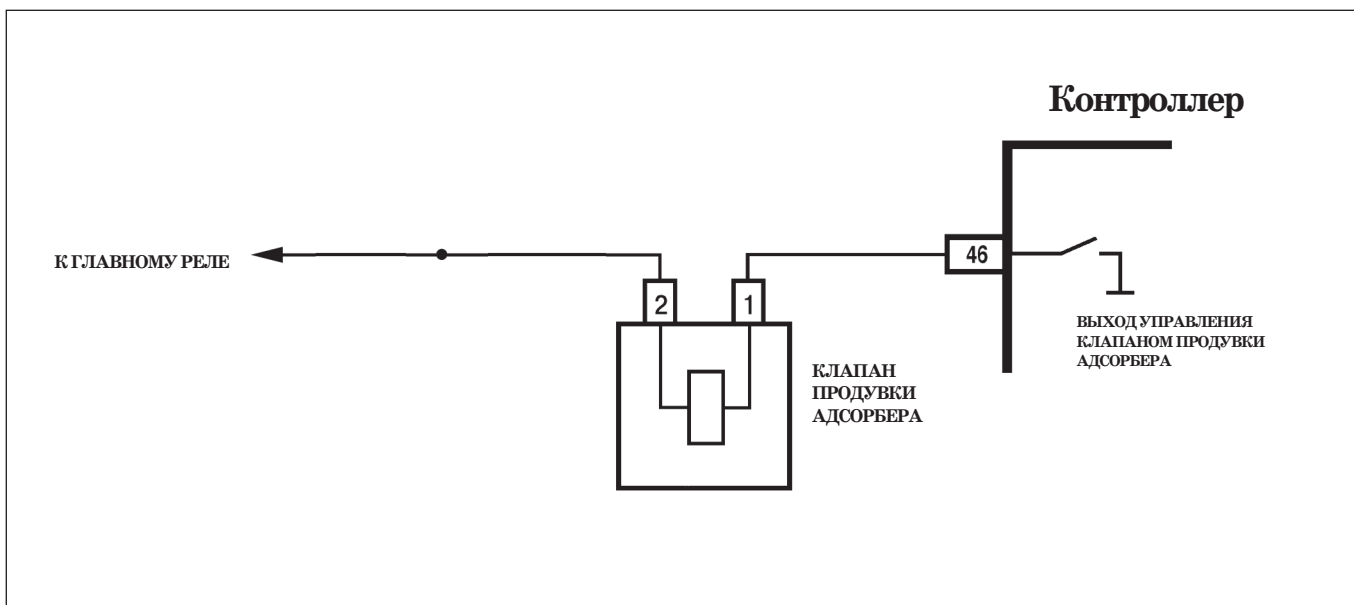 Контроллер
К ГЛАВНОМУ РЕЛЕ
46
2
1
ВЫХОД УПРАВЛЕНИЯ
КЛАПАНОМ ПРОДУВКИ
АДСОРБЕРА
КЛАПАН
ПРОДУВКИ
АДСОРБЕРА